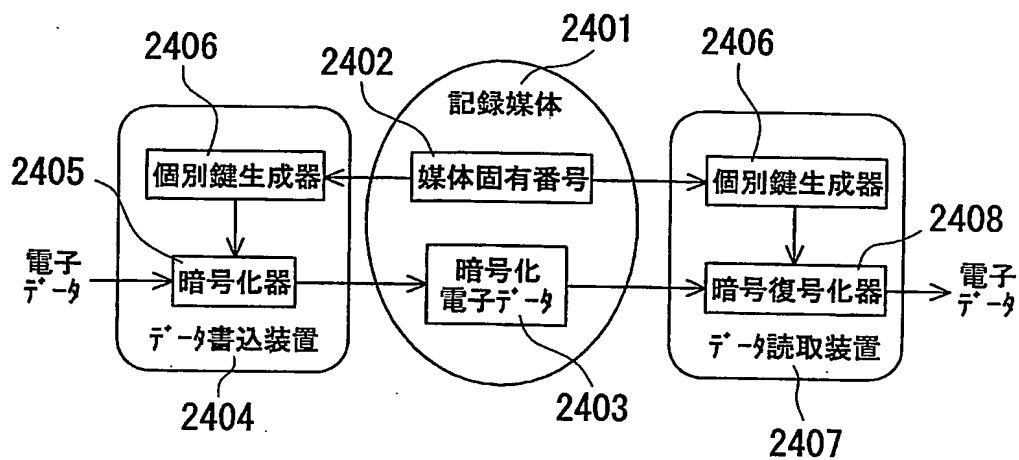 2401
2406
2402
2406
記録媒体
2405
個別鍵生成器
媒体固有番号
個別鍵生成器
2408
電子
データ
暗号化器
暗号化
電子データ
暗号復号化器
電子
データ
データ書込装置
データ読取装置
2404
2403
2407